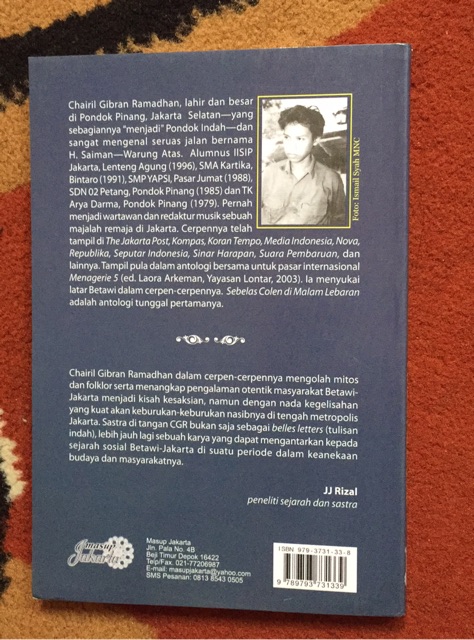 Chairil Gibran Ramadhan, lahir dan besar
di Pondok Pinang, Jakarta Selatan—yang
sebagiannya "menjadi" Pondok Indah—dan
sangat mengenal seruas jalan bernama
H. Saiman—Warung Atas. Alumnus IISIP
Jakarta, Lenteng Agung (1996), SMA Kartika,
Bintaro (1991), SMP YAPSI, Pasar Jumat (1988),
SDN 02 Petang, Pondok Pinang (1985) dan TK
Arya Darma, Pondok Pinang (1979). Pernah
menjadi wartawan dan redaktur musik sebuah
majalah remaja di Jakarta. Cerpennya telah
tampil di The Jakarta Post, Kompas, Koran Tempo, Media Indonesia, Nova,
Republika, Seputar Indonesia, Sinar Harapan, Suara Pembaruan, dan
lainnya. Tampil pula dalam antologi bersama untuk pasar internasional
Menagerie 5 (ed. Laora Arkeman, Yayasan Lontar, 2003). Ia menyukai
latar Betawi dalam cerpen-cerpennya. Sebelas Colen di Malam Lebaran
adalah antologi tunggal pertamanya.
Foto: Ismail Syah MNC
Chairil Gibran Ramadhan dalam cerpen-cerpennya mengolah mitos
dan folklor serta menangkap pengalaman otentik masyarakat Betawi-
Jakarta menjadi kisah kesaksian, namun dengan nada kegelisahan
yang kuat akan keburukan-keburukan nasibnya di tengah metropolis
Jakarta. Sastra di tangan CGR bukan saja sebagai belles letters (tulisan
indah), lebih jauh lagi sebuah karya yang dapat mengantarkan kepada
sejarah sosial Betawi-Jakarta di suatu periode dalam keanekaan
budaya dan masyarakatnya.
JJ Rizal
peneliti sejarah dan sastra
masup
Jakarta
Masup Jakarta
Jln. Pala No. 4B
Beji Timur Depok 16422
Telp/Fax. 021-77206987
E-mail: masupjakarta@yahoo.com
SMS Pesanan: 0813 8543 0505
ISBN 979-3731-33-8
9 789793 731339